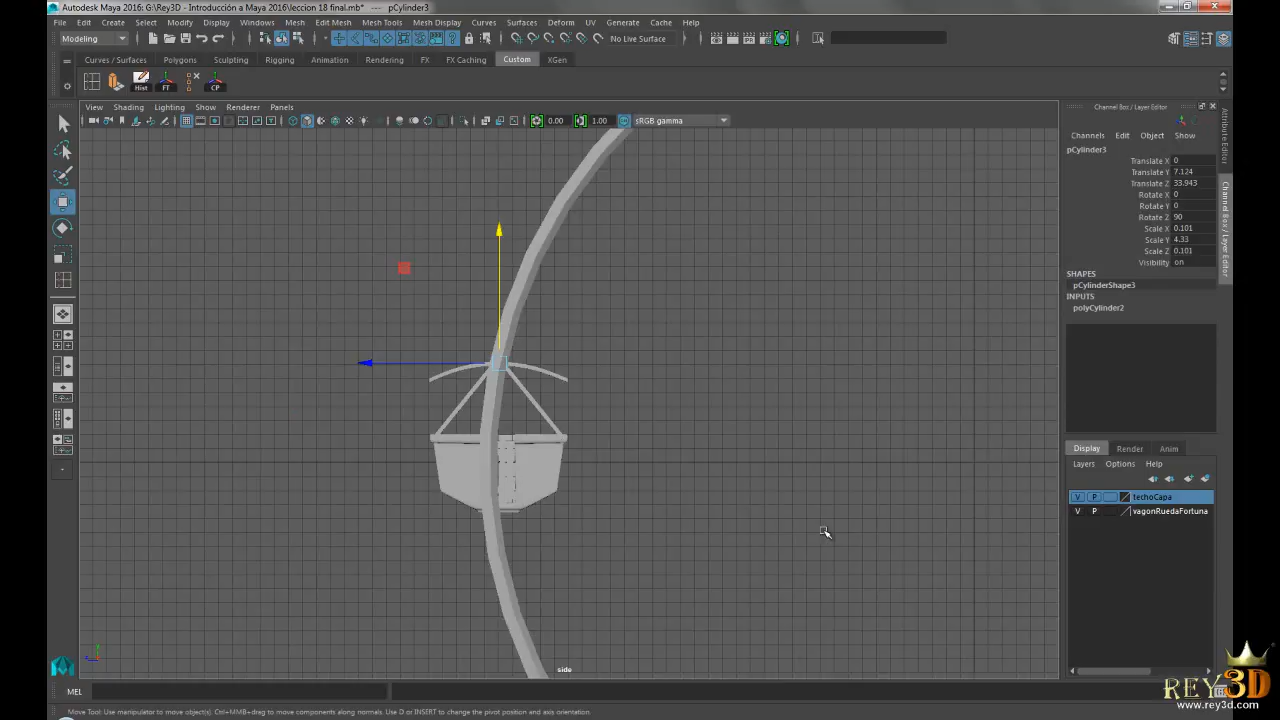 Autodesk Maya 2016: G:\Rey3D\Maya\Introducción a Maya 2016\leccion 18 final.mb* --- pCylinder3
File Edit Create Select Modify Display Windows Mesh Edit Mesh Mesh Tools Mesh Display Curves Surfaces Deform UV Generate Cache Help
Modeling No Live Surface
Curves / Surfaces Polygons Sculpting Rigging Animation Rendering FX FX Caching Custom XGen
Hist FT CP
View Shading Lighting Show Renderer Panels
0.00 1.00 sRGB gamma
Channel Box / Layer Editor
Channels Edit Object Show
pCylinder3
Translate X 0
Translate Y 7.124
Translate Z 33.943
Rotate X 0
Rotate Y 0
Rotate Z 90
Scale X 0.101
Scale Y 4.33
Scale Z 0.101
Visibility on
SHAPES
pCylinderShape3
INPUTS
polyCylinder2
Attribute Editor
Channel Box / Layer Editor
Display Render Anim
Layers Options Help
V P techoCapa
V P vagonRuedaFortuna
side
MEL
Move Tool: Use manipulator to move object(s). Ctrl+MMB+drag to move components along normals. Use D or INSERT to change the pivot position and axis orientation.
REY3D
www.rey3d.com